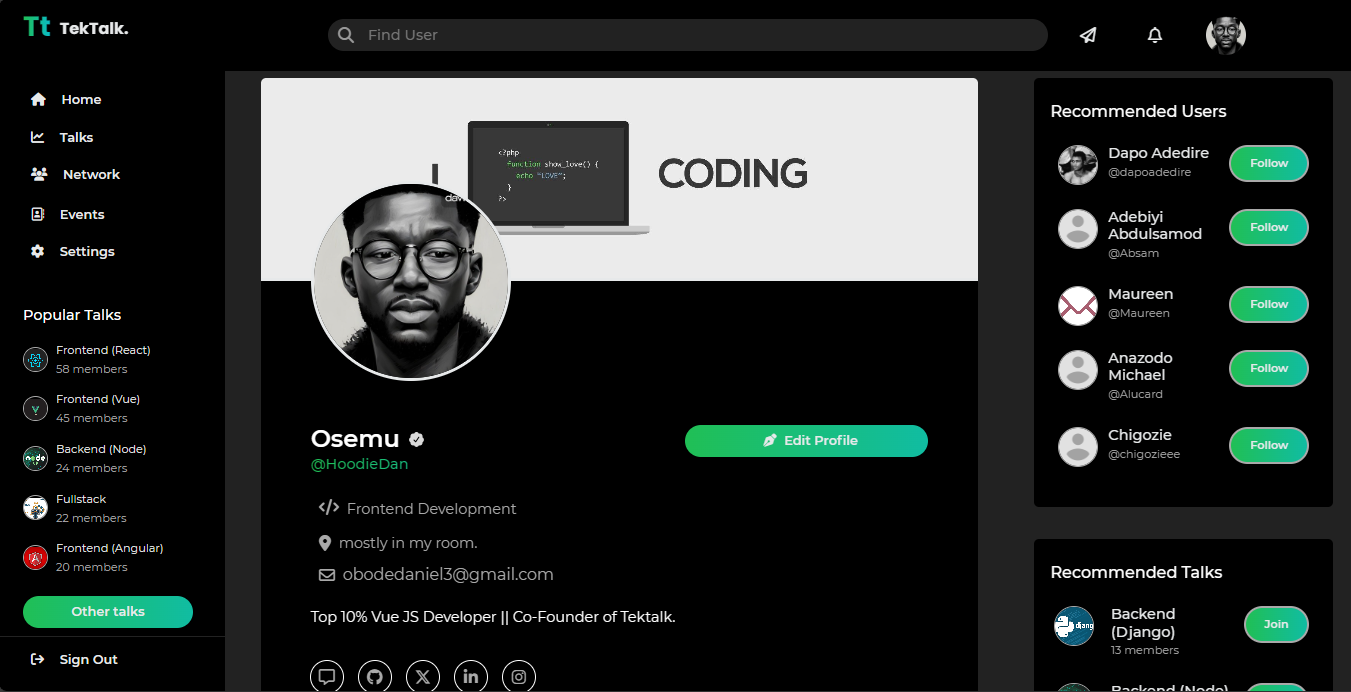 Tt TekTalk.
Find User
Home
Talks
Network
Events
Settings
Popular Talks
Frontend (React)
58 members
Frontend (Vue)
45 members
Backend (Node)
24 members
Fullstack
22 members
Frontend (Angular)
20 members
Other talks
Sign Out
I
<?php
function show_love() {
echo "LOVE";
}
?>
CODING
Osemu
@HoodieDan
Edit Profile
Frontend Development
mostly in my room.
obodedaniel3@gmail.com
Top 10% Vue JS Developer || Co-Founder of Tektalk.
Recommended Users
Dapo Adedire
@dapoadedire
Follow
Adebiyi
Abdulsamod
@Absam
Follow
Maureen
@Maureen
Follow
Anazodo
Michael
@Alucard
Follow
Chigozie
@chigozieee
Follow
Recommended Talks
Backend
(Django)
13 members
Join
Backend (Node)